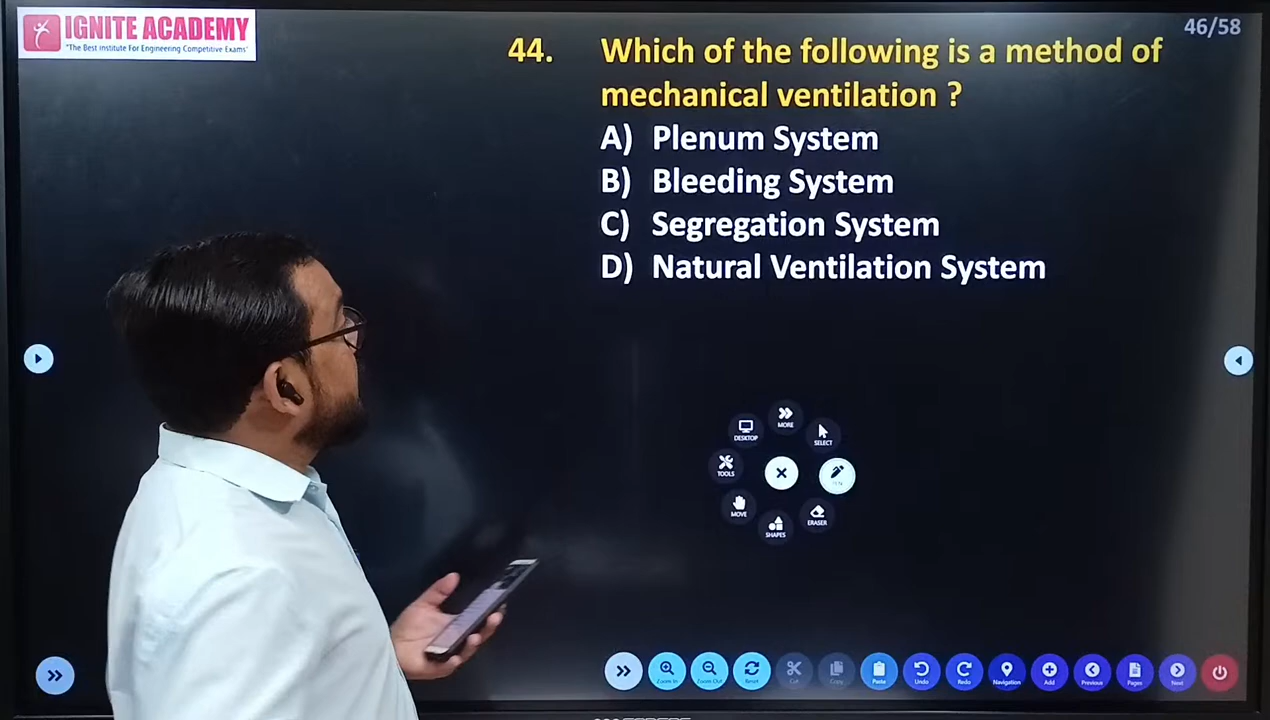 IGNITE ACADEMY
"The Best institute For Engineering Competitive Exams"
46/58
44. Which of the following is a method of
mechanical ventilation ?
A) Plenum System
B) Bleeding System
C) Segregation System
D) Natural Ventilation System
MORE
DESKTOP
SELECT
TOOLS
PEN
MOVE
ERASER
SHAPES
Zoom In
Zoom Out
Reset
Cut
Copy
Paste
Undo
Redo
Navigation
Add
Previous
Pages
Next